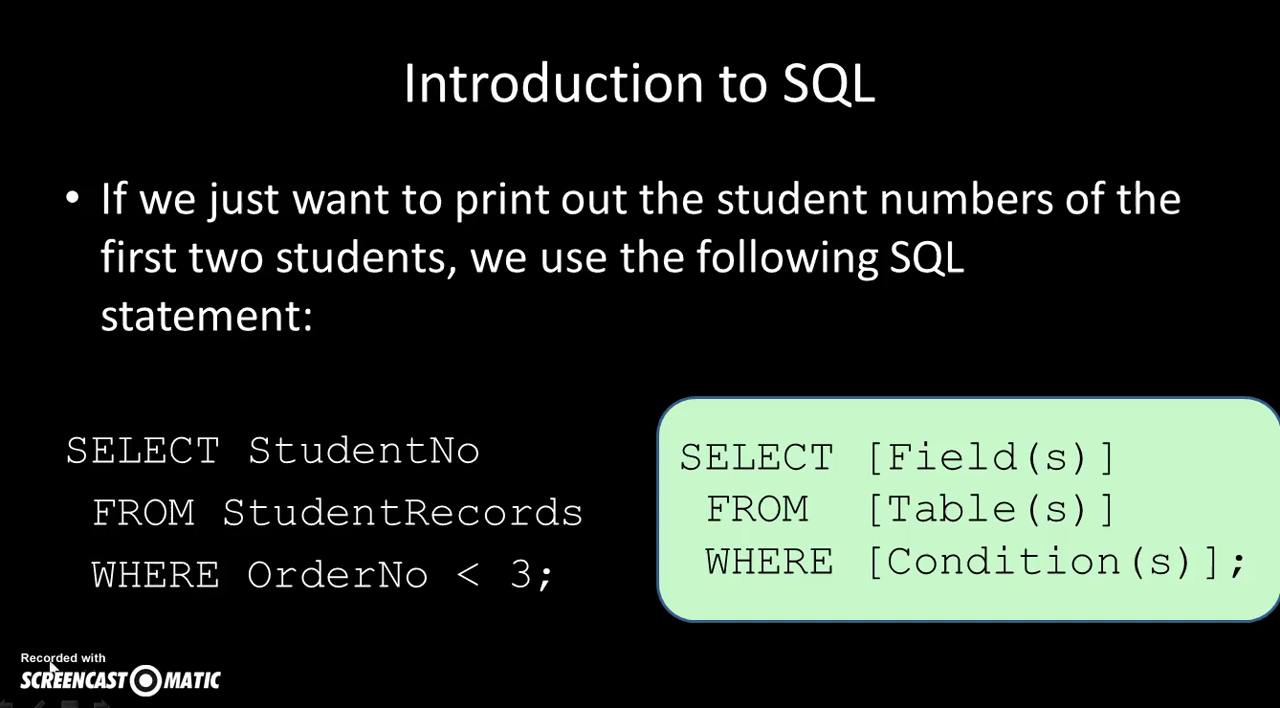 Introduction to SQL
• If we just want to print out the student numbers of the
first two students, we use the following SQL
statement:
SELECT StudentNo
FROM StudentRecords
WHERE OrderNo < 3;
SELECT [Field(s)]
FROM [Table(s)]
WHERE [Condition(s)];
Recorded with
SCREENCAST MATIC